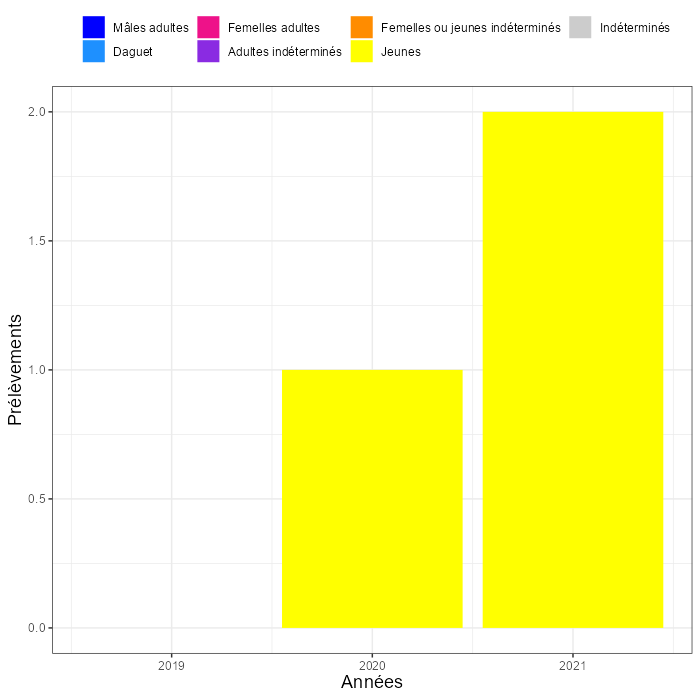 Mâles adultes Femelles adultes Femelles ou jeunes indéterminés Indéterminés
Daguet Adultes indéterminés Jeunes
2.0
1.5
1.0
0.5
0.0
Prélèvements
2019 2020 2021
Années